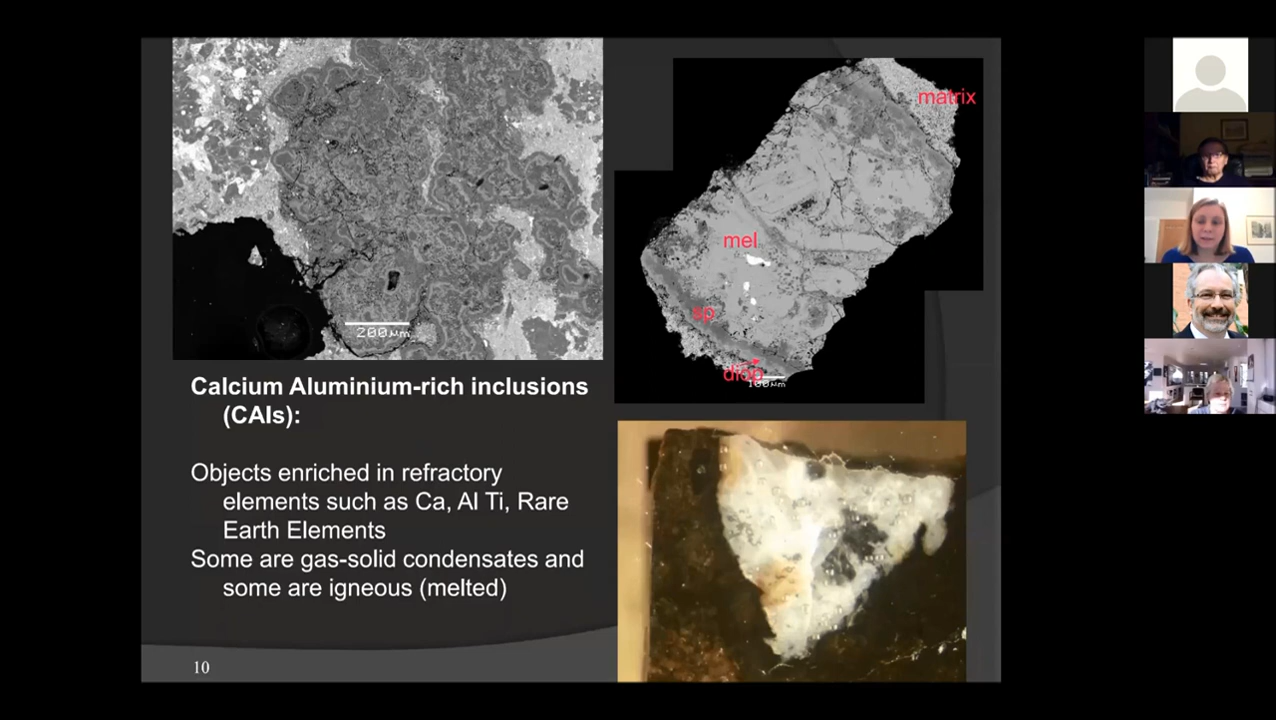 200μm
matrix
mel
sp
diop
100μm
Calcium Aluminium-rich inclusions
(CAIs):
Objects enriched in refractory
elements such as Ca, Al Ti, Rare
Earth Elements
Some are gas-solid condensates and
some are igneous (melted)
10